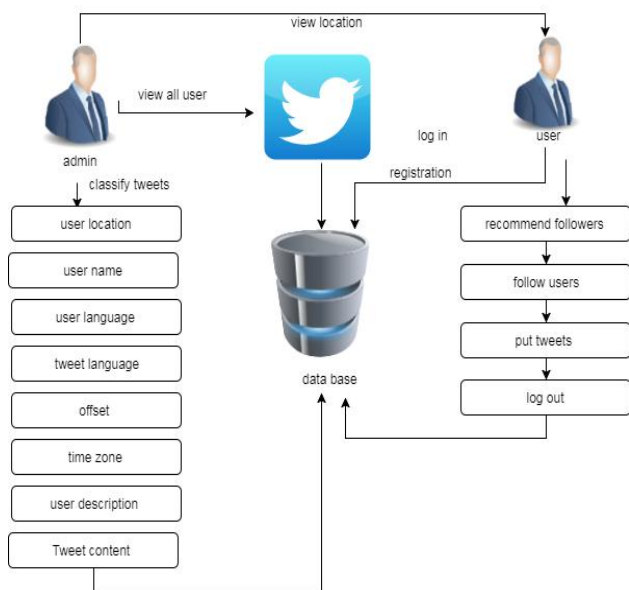 view location
view all user
log in
admin
user
classify tweets
registration
user location
user name
user language
tweet language
offset
time zone
user description
Tweet content
data base
recommend followers
follow users
put tweets
log out